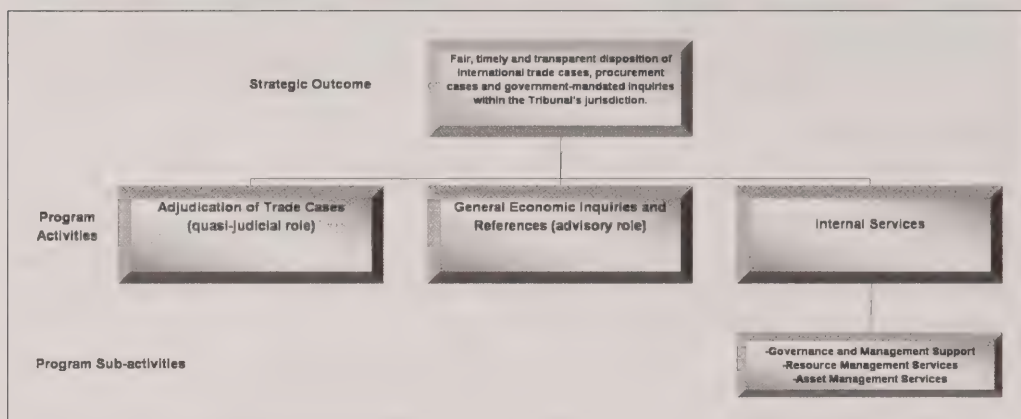 Strategic Outcome
Fair, timely and transparent disposition of
international trade cases, procurement
cases and government-mandated inquiries
within the Tribunal's jurisdiction.
Program
Activities
Adjudication of Trade Cases
(quasi-judicial role)
General Economic Inquiries and
References (advisory role)
Internal Services
Program Sub-activities
-Governance and Management Support
-Resource Management Services
-Asset Management Services